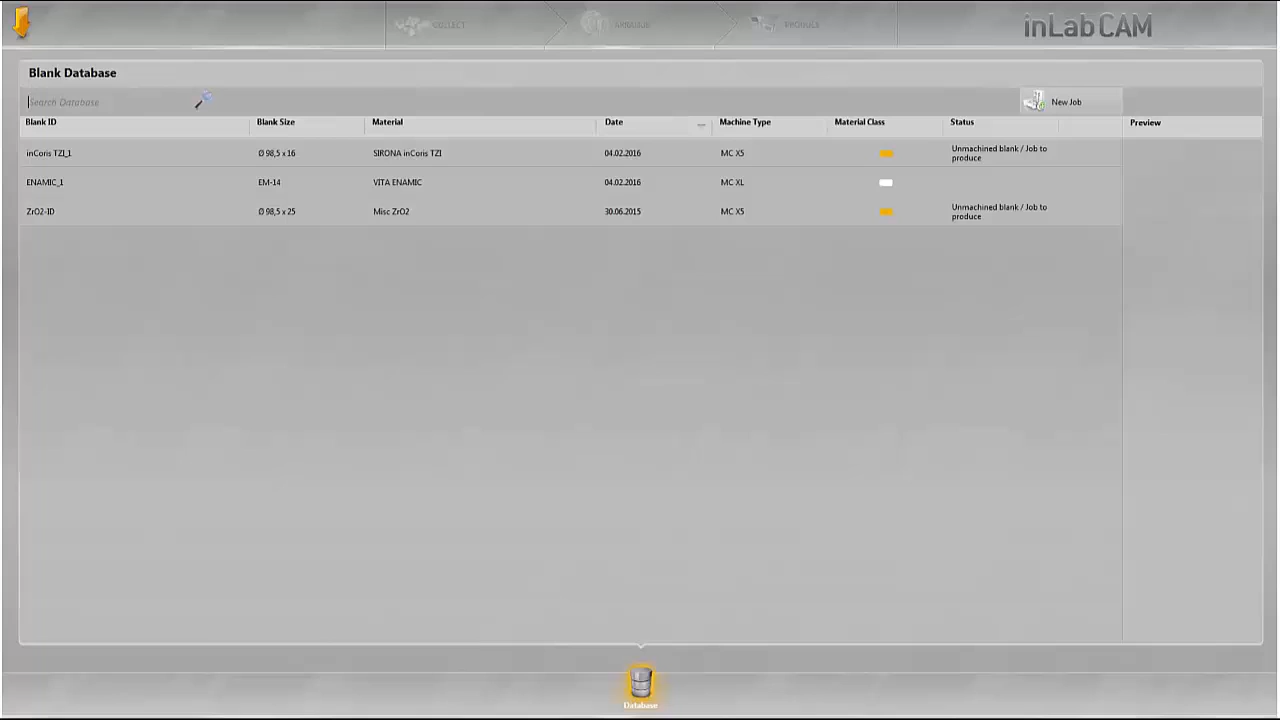 COLLECT
ARRANGE
PRODUCE
inLab CAM
Blank Database
Search Database
New Job
Blank ID Blank Size Material Date Machine Type Material Class Status Preview
inCoris TZI_1 Ø 98,5 x 16 SIRONA inCoris TZI 04.02.2016 MC X5 Unmachined blank / Job to
produce
ENAMIC_1 EM-14 VITA ENAMIC 04.02.2016 MC XL
ZrO2-ID Ø 98,5 x 25 Misc ZrO2 30.06.2015 MC X5 Unmachined blank / Job to
produce
Database